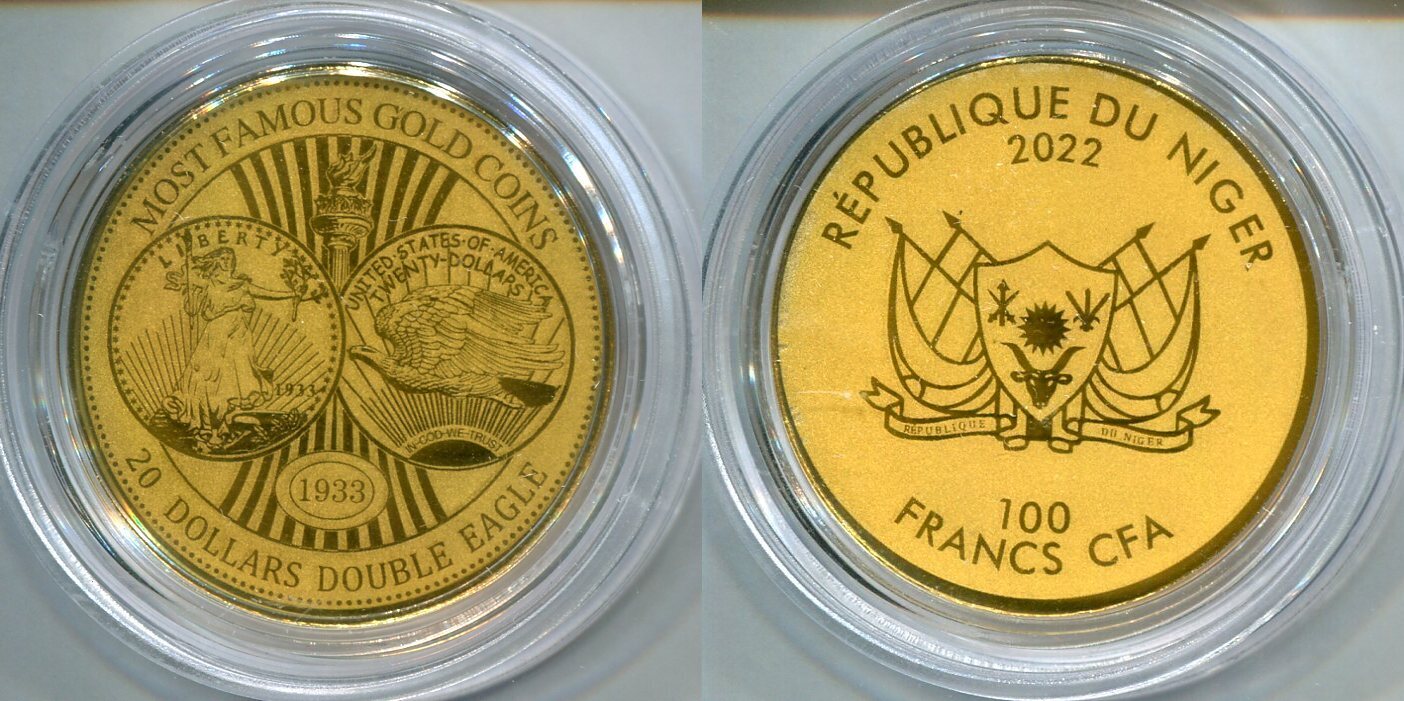 MOST FAMOUS GOLD COINS
LIBERTY
1933
UNITED·STATES·OF·AMERICA
TWENTY·DOLLARS
IN·GOD·WE·TRUST
1933
20 DOLLARS DOUBLE EAGLE
RÉPUBLIQUE DU NIGER
2022
RÉPUBLIQUE DU NIGER
100
FRANCS CFA